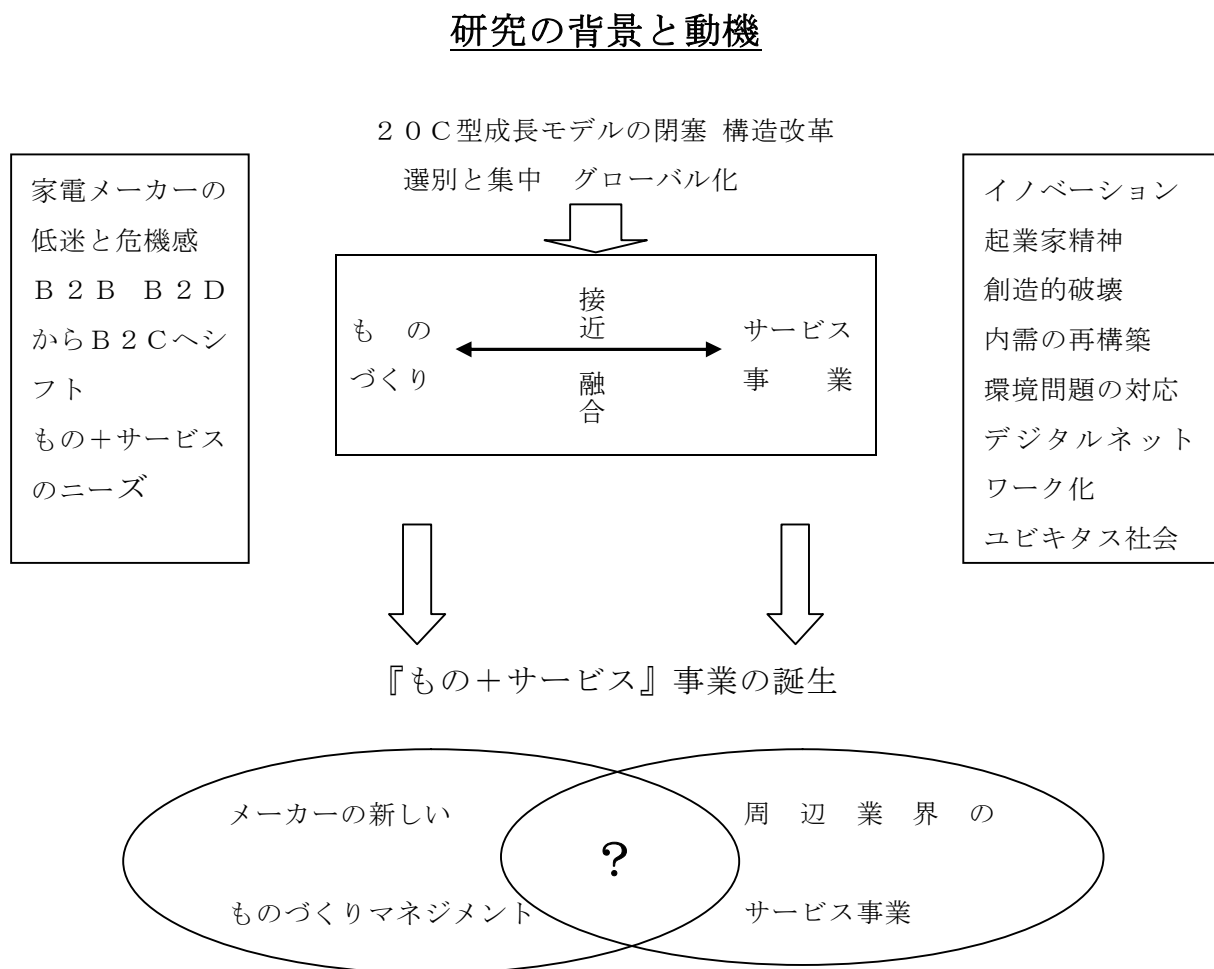 研究の背景と動機
２０Ｃ型成長モデルの閉塞 構造改革
選別と集中　グローバル化
家電メーカーの
低迷と危機感
Ｂ２Ｂ Ｂ２Ｄ
からＢ２Ｃへシ
フト
もの＋サービス
のニーズ
もの
づくり
接近
融合
サービス
事業
イノベーション
起業家精神
創造的破壊
内需の再構築
環境問題の対応
デジタルネット
ワーク化
ユビキタス社会
『もの＋サービス』事業の誕生
メーカーの新しい
ものづくりマネジメント
？
周辺業界の
サービス事業